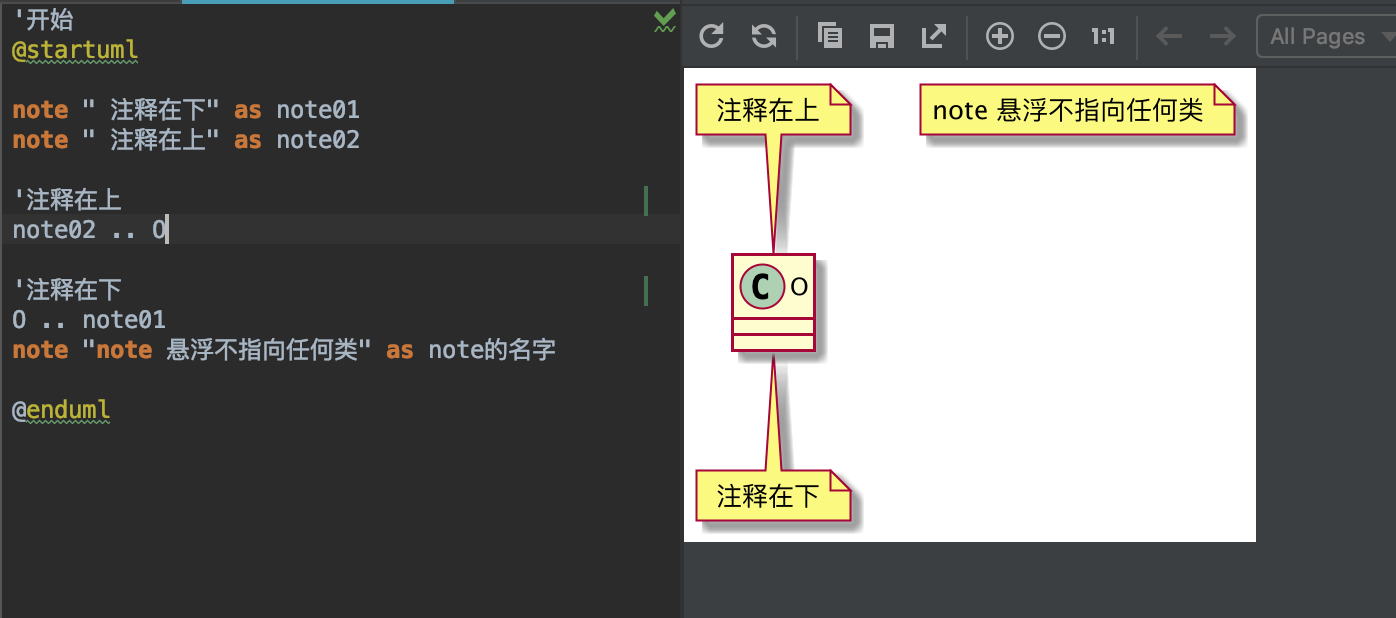 '开始
@startuml
note " 注释在下" as note01
note " 注释在上" as note02
'注释在上
note02 .. O
'注释在下
O .. note01
note "note 悬浮不指向任何类" as note的名字
@enduml
1:1
All Pages
注释在上
note 悬浮不指向任何类
C O
注释在下